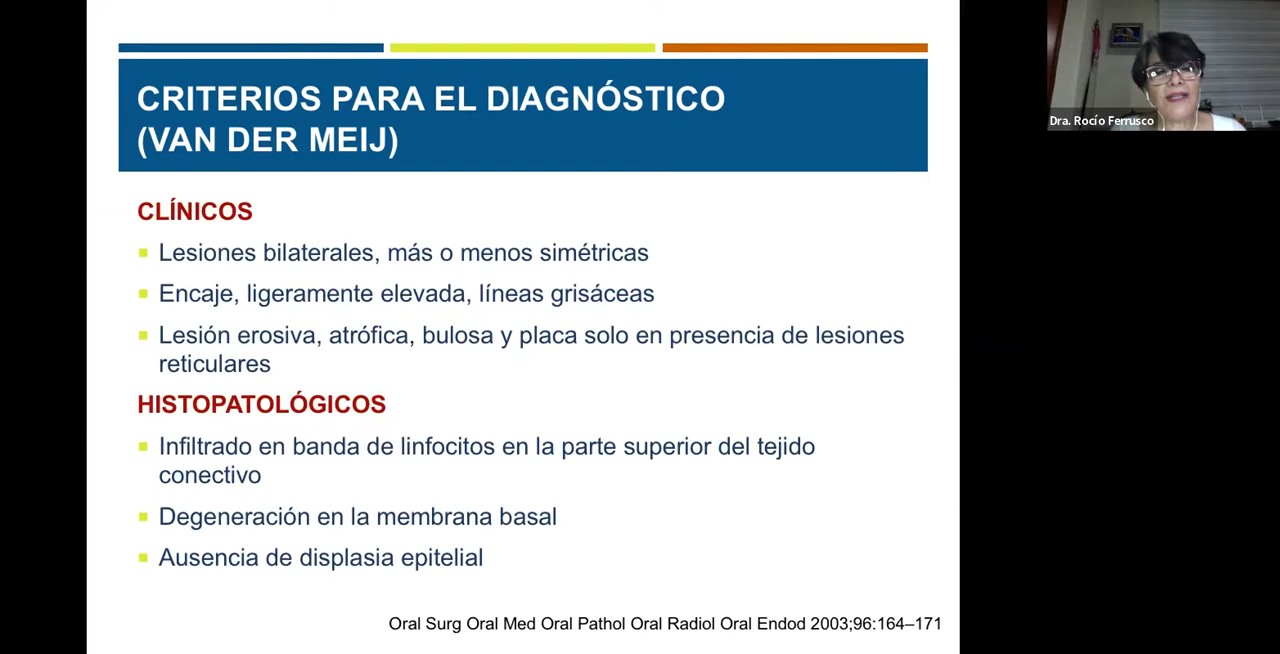 CRITERIOS PARA EL DIAGNÓSTICO
(VAN DER MEIJ)
CLÍNICOS
Lesiones bilaterales, más o menos simétricas
Encaje, ligeramente elevada, líneas grisáceas
Lesión erosiva, atrófica, bulosa y placa solo en presencia de lesiones
reticulares
HISTOPATOLÓGICOS
Infiltrado en banda de linfocitos en la parte superior del tejido
conectivo
Degeneración en la membrana basal
Ausencia de displasia epitelial
Oral Surg Oral Med Oral Pathol Oral Radiol Oral Endod 2003;96:164–171
Dra. Rocío Ferrusco